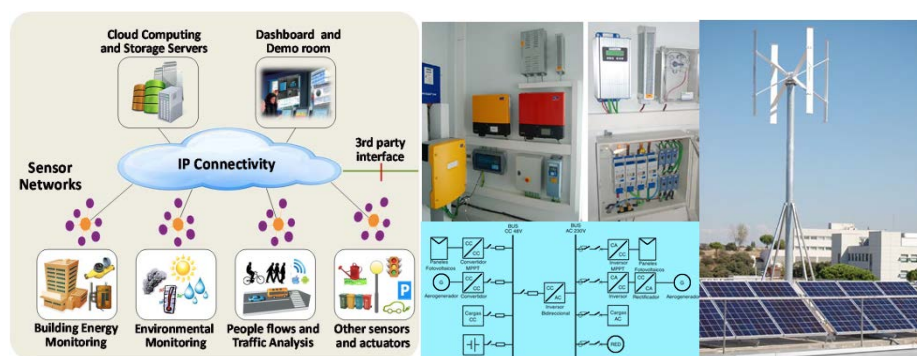 Cloud Computing
and Storage Servers
Dashboard and
Demo room
IP Connectivity
3rd party
interface
Sensor
Networks
P
Building Energy
Monitoring
Environmental
Monitoring
People flows and
Traffic Analysis
Other sensors
and actuators
BUS
CC 48V
BUS
AC 230V
CC
CC
Paneles
Fotovoltaicos
Convertidor
MPPT
CA
CC
Inversor
MPPT
Paneles
Fotovoltaicos
G
Aerogenerador
CC
CC
Convertidor
CC
AC
Inversor
Bidireccional
CA
CC
Inversor
CC
CA
Rectificador
G
Aerogenerador
Cargas
CC
Cargas
AC
RED